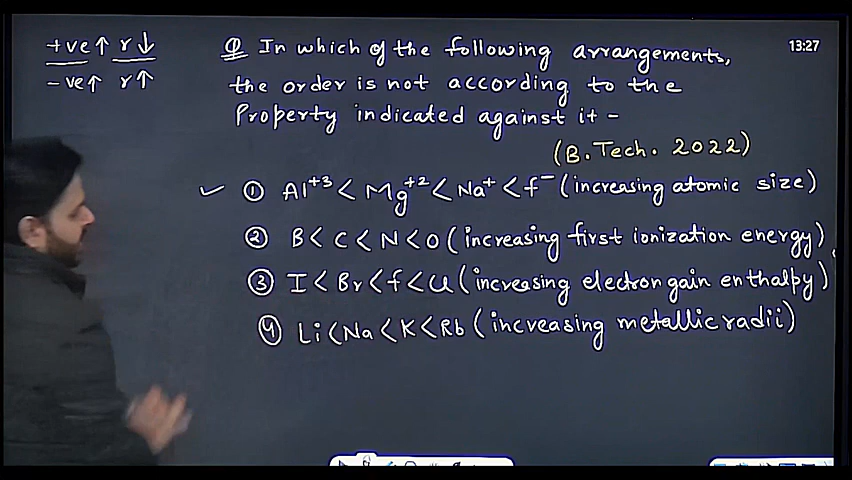 +ve↑ r↓
-ve↑ r↑
Q In which of the following arrangements,
13:27
the order is not according to the
Property indicated against it -
(B.Tech. 2022)
✓ ① Al⁺³ < Mg⁺² < Na⁺ < f⁻ (increasing atomic size)
② B < C < N < O (increasing first ionization energy)
③ I < Br < f < Cl (increasing electron gain enthalpy)
④ Li < Na < K < Rb (increasing metallic radii)